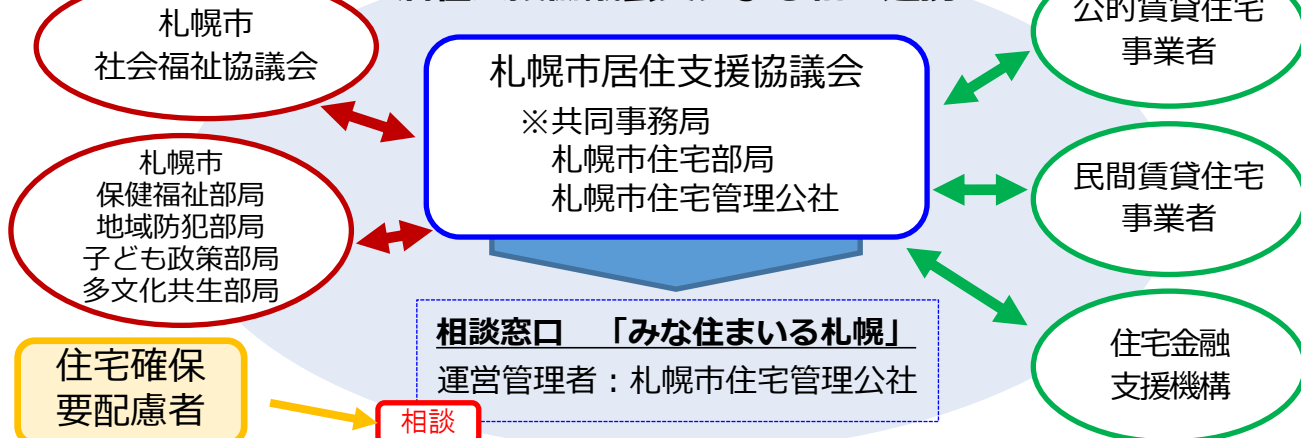 札幌市
社会福祉協議会
札幌市居住支援協議会
※共同事務局
札幌市住宅部局
札幌市住宅管理公社
公的賃貸住宅
事業者
札幌市
保健福祉部局
地域防犯部局
子ども政策部局
多文化共生部局
民間賃貸住宅
事業者
相談窓口 「みな住まいる札幌」
運営管理者：札幌市住宅管理公社
住宅金融
支援機構
住宅確保
要配慮者
相談